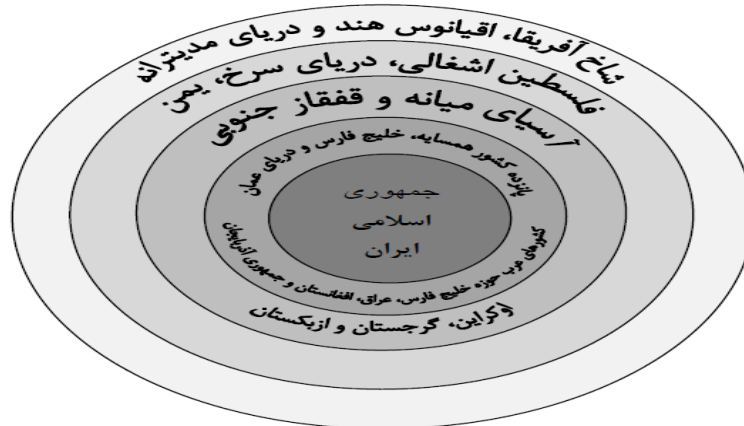 شاخ آفریقا، اقیانوس هند و دریای مدیترانه
فلسطین اشغالی، دریای سرخ، یمن
آسیای میانه و قفقاز جنوبی
پانزده کشور همسایه، خلیج فارس و دریای عمان
جمهوری
اسلامی
ایران
کشورهای عرب حوزه خلیج فارس، عراق، افغانستان و جمهوری آذربایجان
اوکراین، گرجستان و ازبکستان